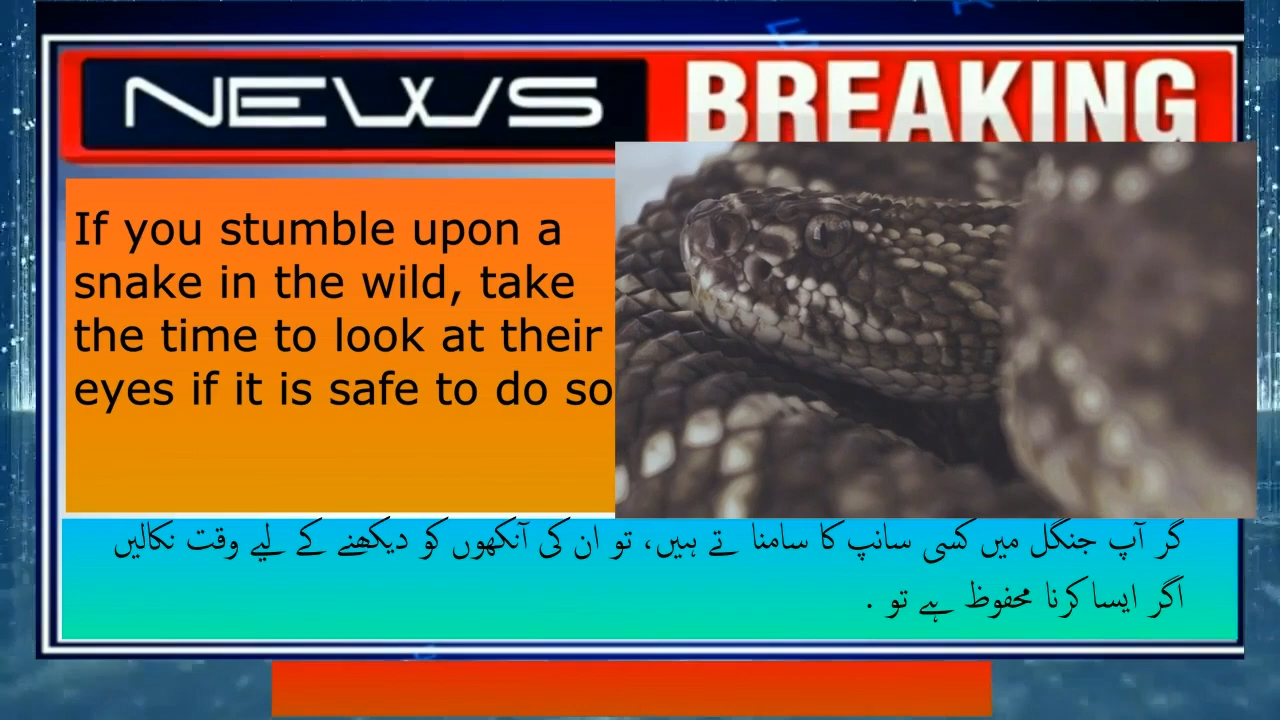 NEWS
BREAKING
If you stumble upon a
snake in the wild, take
the time to look at their
eyes if it is safe to do so
گر آپ جنگل میں کسی سانپ کا سامنا تے ہیں، تو ان کی آنکھوں کو دیکھنے کے لیے وقت نکالیں
اگر ایسا کرنا محفوظ ہے تو .